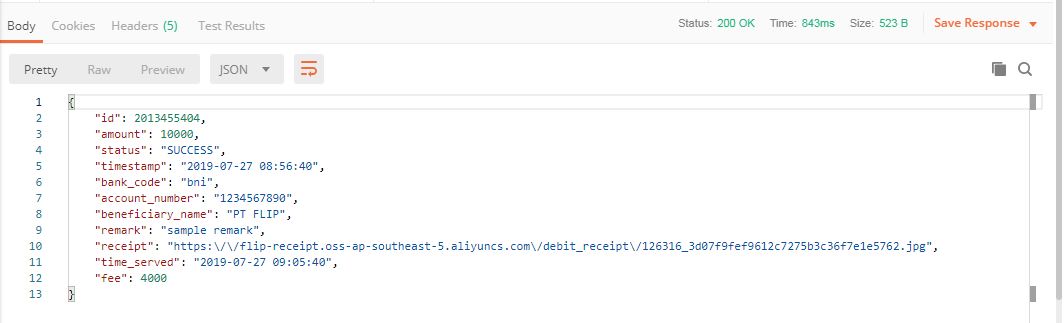 Body Cookies Headers (5) Test Results Status: 200 OK Time: 843ms Size: 523 B Save Response
Pretty Raw Preview JSON
1 {
2 "id": 2013455404,
3 "amount": 10000,
4 "status": "SUCCESS",
5 "timestamp": "2019-07-27 08:56:40",
6 "bank_code": "bni",
7 "account_number": "1234567890",
8 "beneficiary_name": "PT FLIP",
9 "remark": "sample remark",
10 "receipt": "https:\/\/flip-receipt.oss-ap-southeast-5.aliyuncs.com\/debit_receipt\/126316_3d07f9fef9612c7275b3c36f7e1e5762.jpg",
11 "time_served": "2019-07-27 09:05:40",
12 "fee": 4000
13 }